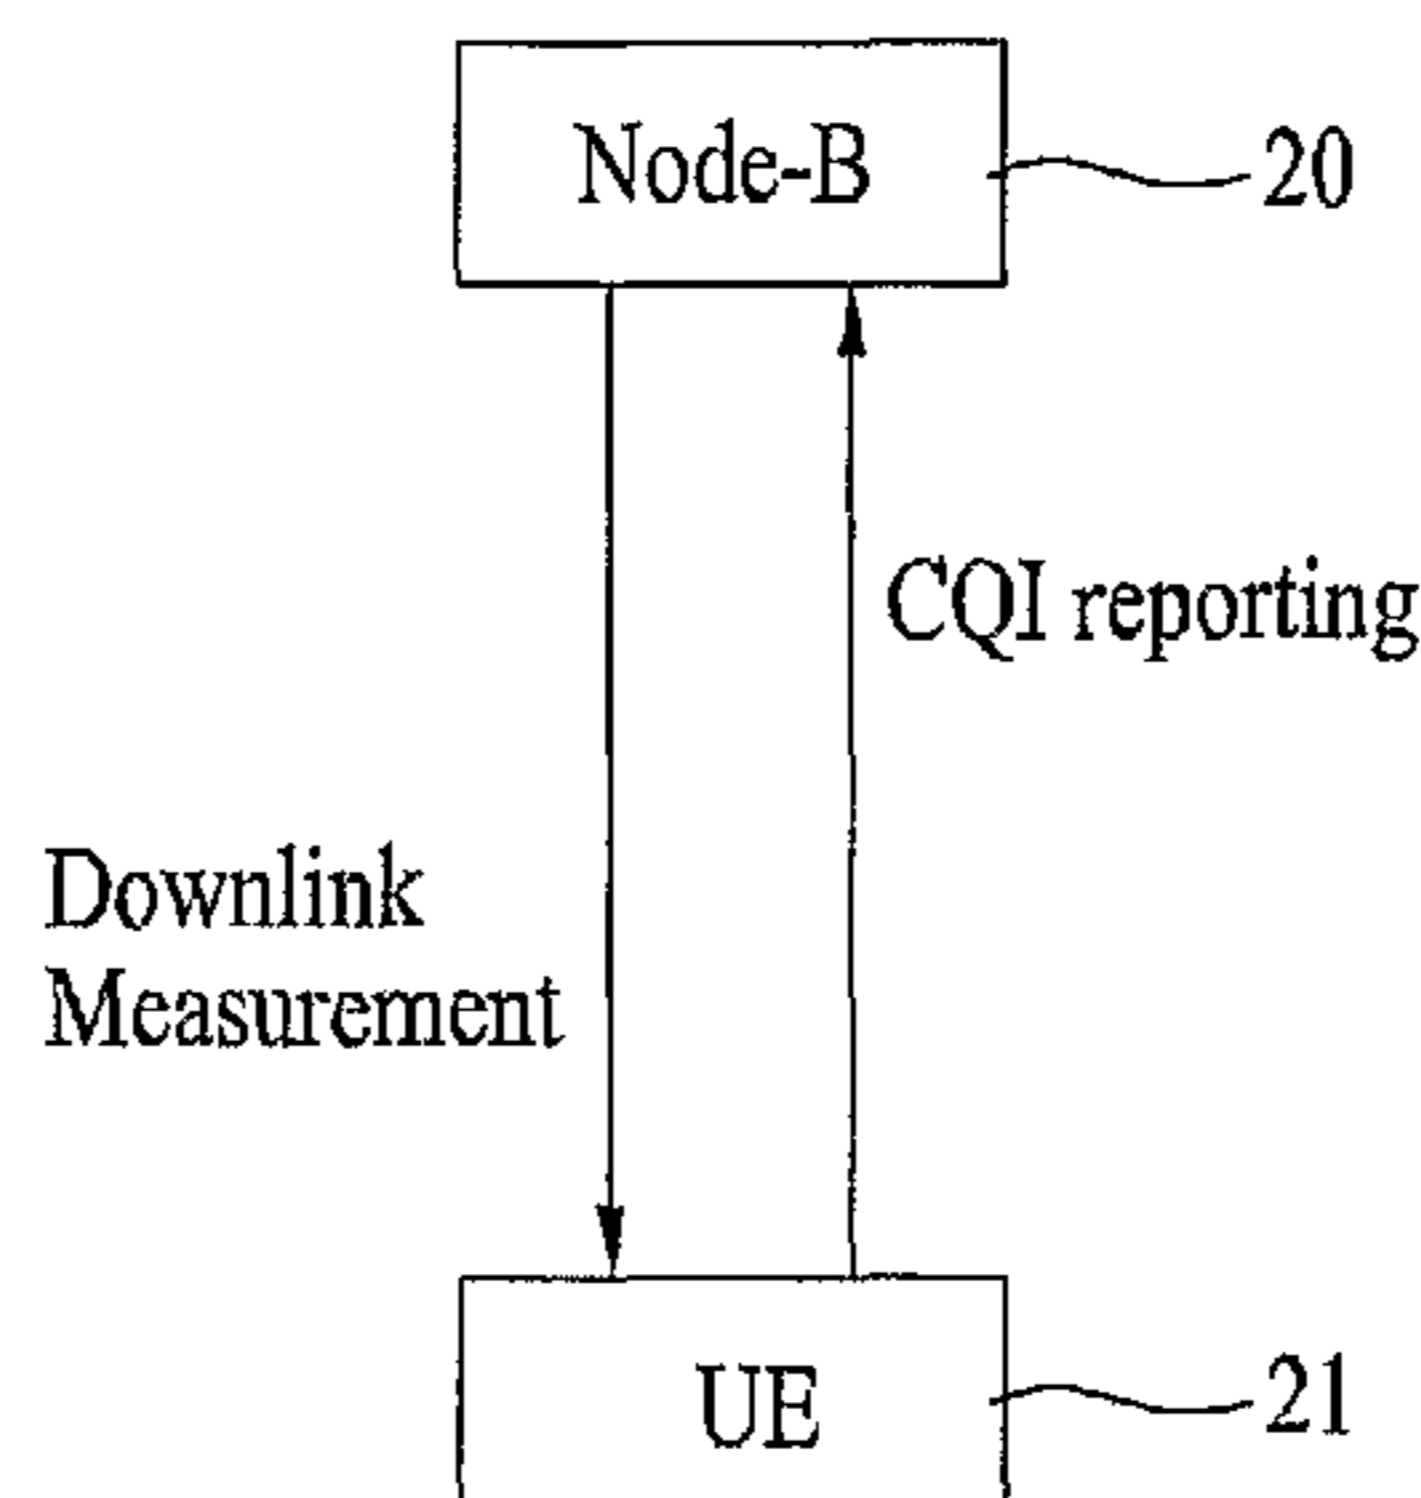 Node-B
20
CQI reporting
Downlink
Measurement
UE
21